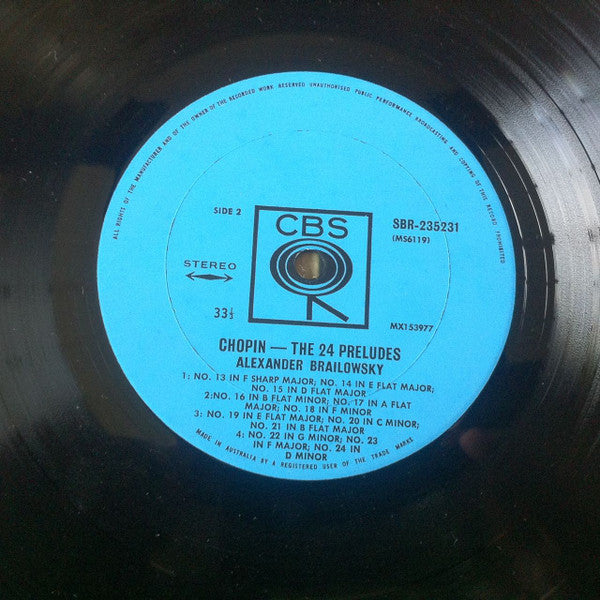 ALL RIGHTS OF THE MANUFACTURER AND OF THE OWNER OF THE RECORDED WORK RESERVED UNAUTHORISED PUBLIC PERFORMANCE BROADCASTING AND COPYING OF THIS RECORD PROHIBITED
SIDE 2
CBS
SBR-235231
(MS6119)
STEREO
33⅓
MX153977
CHOPIN — THE 24 PRELUDES
ALEXANDER BRAILOWSKY
1: NO. 13 IN F SHARP MAJOR; NO. 14 IN E FLAT MAJOR;
NO. 15 IN D FLAT MAJOR
2:NO. 16 IN B FLAT MINOR; NO. 17 IN A FLAT
MAJOR; NO. 18 IN F MINOR
3: NO. 19 IN E FLAT MAJOR; NO. 20 IN C MINOR;
NO. 21 IN B FLAT MAJOR
4: NO. 22 IN G MINOR; NO. 23
IN F MAJOR; NO. 24 IN
D MINOR
MADE IN AUSTRALIA BY A REGISTERED USER OF THE TRADE MARKS